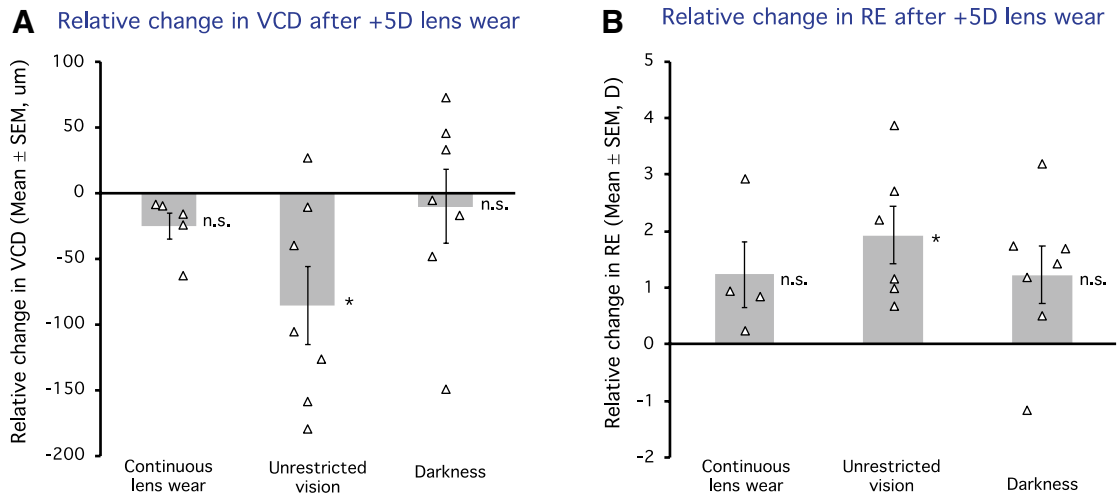 A
Relative change in VCD after +5D lens wear
Relative change in VCD (Mean ± SEM, um)
100
50
0
-50
-100
-150
-200
n.s.
*
n.s.
Continuous
lens wear
Unrestricted
vision
Darkness
B
Relative change in RE after +5D lens wear
Relative change in RE (Mean ± SEM, D)
5
4
3
2
1
0
-1
-2
n.s.
*
n.s.
Continuous
lens wear
Unrestricted
vision
Darkness